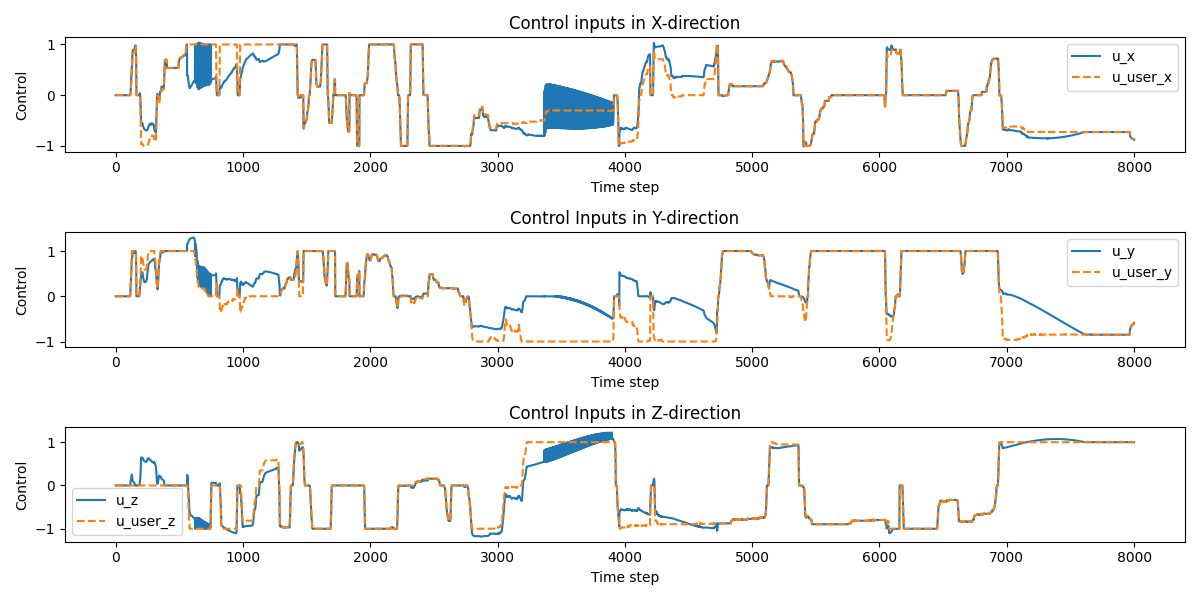 Control inputs in X-direction
Control
1
0
−1
u_x
u_user_x
0 1000 2000 3000 4000 5000 6000 7000 8000
Time step
Control Inputs in Y-direction
Control
1
0
−1
u_y
u_user_y
0 1000 2000 3000 4000 5000 6000 7000 8000
Time step
Control Inputs in Z-direction
Control
1
0
−1
u_z
u_user_z
0 1000 2000 3000 4000 5000 6000 7000 8000
Time step